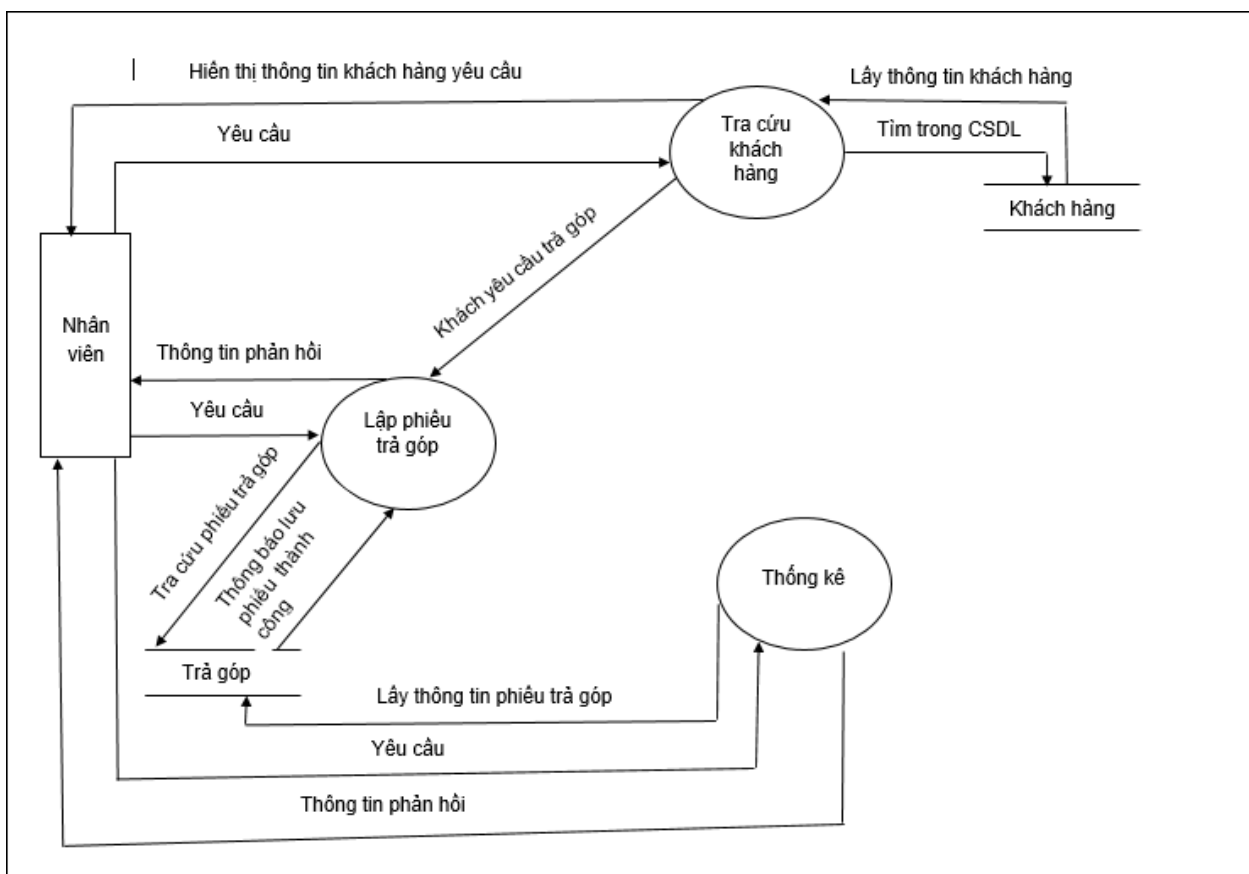 Hiển thị thông tin khách hàng yêu cầu
Lấy thông tin khách hàng
Yêu cầu
Tra cứu
khách
hàng
Tìm trong CSDL
Khách hàng
Khách yêu cầu trả góp
Nhân
viên
Thông tin phản hồi
Yêu cầu
Lập phiếu
trả góp
Tra cứu phiếu trả góp
Thông báo lưu
phiếu thành
công
Thống kê
Trả góp
Lấy thông tin phiếu trả góp
Yêu cầu
Thông tin phản hồi